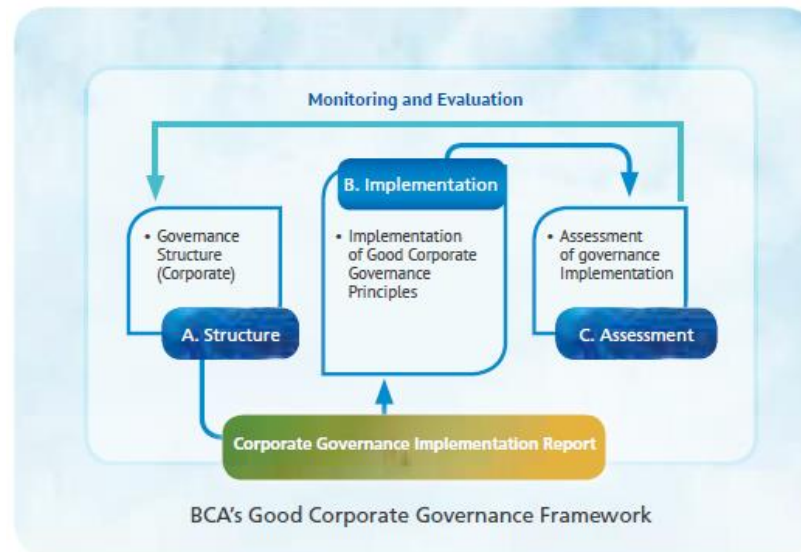 Monitoring and Evaluation
B. Implementation
• Governance
Structure
(Corporate)
A. Structure
• Implementation
of Good Corporate
Governance
Principles
• Assessment
of governance
Implementation
C. Assessment
Corporate Governance Implementation Report
BCA's Good Corporate Governance Framework